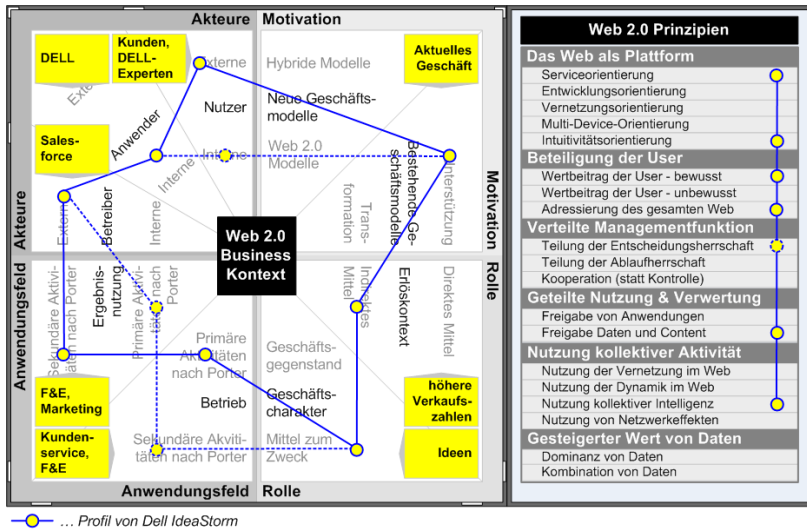 Akteure
Motivation
DELL
Kunden,
DELL-
Experten
Externe
Exter
Nutzer
Anwender
Sales-
force
Interne
Interne
Externe
Betreiber
Interne
Hybride Modelle
Aktuelles
Geschäft
Neue Geschäfts-
modelle
Web 2.0
Modelle
Bestehende Ge-
schäftsmodelle
Trans-
formation
Unterstützung
Akteure
Motivation
Web 2.0
Business
Kontext
Anwendungsfeld
Rolle
Sekundäre Aktivi-
täten nach Porter
Ergebnis-
nutzung
Primäre Aktivi-
täten nach
Porter
Primäre
Aktivitäten
nach Porter
Betrieb
F&E,
Marketing
Kunden-
service,
F&E
Sekundäre Akviti-
täten nach Porter
Indirektes
Mittel
Erlöskontext
Direktes Mittel
Geschäfts-
gegenstand
Geschäfts-
charakter
Mittel zum
Zweck
höhere
Verkaufs-
zahlen
Ideen
Anwendungsfeld
Rolle
Web 2.0 Prinzipien
Das Web als Plattform
Serviceorientierung
Entwicklungsorientierung
Vernetzungsorientierung
Multi-Device-Orientierung
Intuitivitätsorientierung
Beteiligung der User
Wertbeitrag der User - bewusst
Wertbeitrag der User - unbewusst
Adressierung des gesamten Web
Verteilte Managementfunktion
Teilung der Entscheidungsherrschaft
Teilung der Ablaufherrschaft
Kooperation (statt Kontrolle)
Geteilte Nutzung & Verwertung
Freigabe von Anwendungen
Freigabe Daten und Content
Nutzung kollektiver Aktivität
Nutzung der Vernetzung im Web
Nutzung der Dynamik im Web
Nutzung kollektiver Intelligenz
Nutzung von Netzwerkeffekten
Gesteigerter Wert von Daten
Dominanz von Daten
Kombination von Daten
... Profil von Dell IdeaStorm